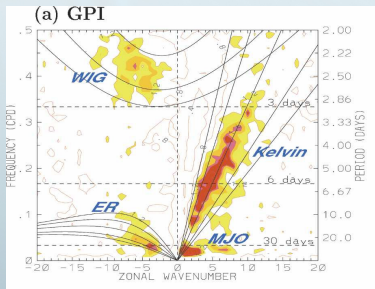 (a) GPI
.5
.4
.3
.2
.1
0
FREQUENCY (CPD)
2.00
2.22
2.50
2.86
3.33
4.00
5.00
6.67
10.0
20.0
PERIOD (DAYS)
WIG
3 days
Kelvin
6 days
ER
MJO
30 days
-20 -15 -10 -5 0 5 10 15 20
ZONAL WAVENUMBER